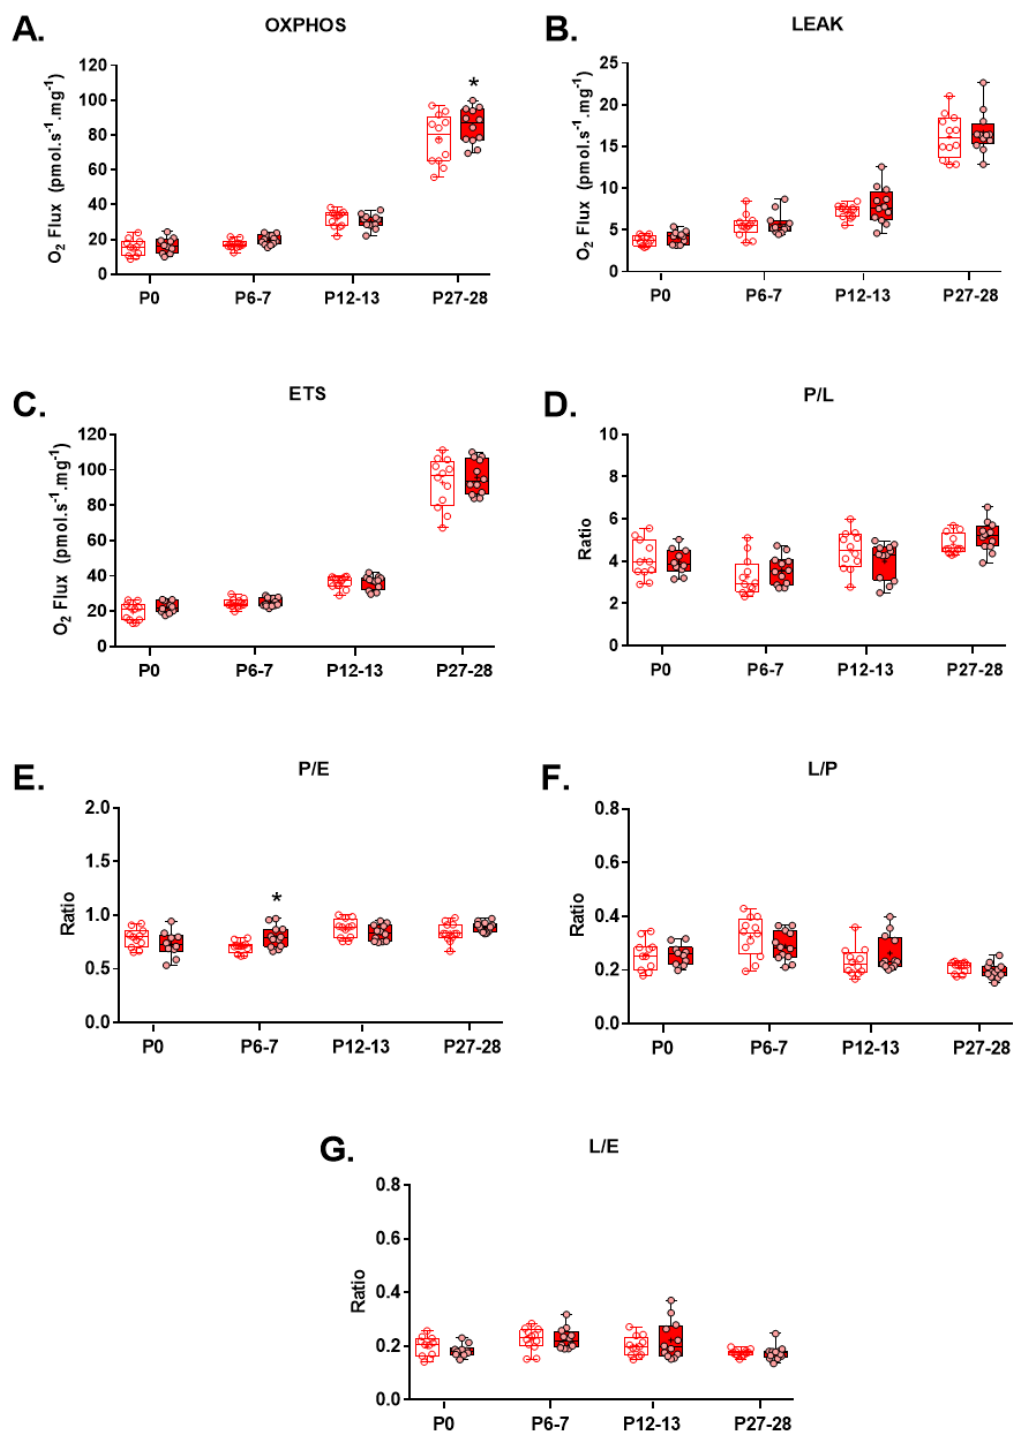 A. OXPHOS
O₂ Flux (pmol.s⁻¹.mg⁻¹)
120
100
80
60
40
20
0
*
P0 P6-7 P12-13 P27-28
B. LEAK
O₂ Flux (pmol.s⁻¹.mg⁻¹)
25
20
15
10
5
0
P0 P6-7 P12-13 P27-28
C. ETS
O₂ Flux (pmol.s⁻¹.mg⁻¹)
120
100
80
60
40
20
0
P0 P6-7 P12-13 P27-28
D. P/L
Ratio
10
8
6
4
2
0
P0 P6-7 P12-13 P27-28
E. P/E
Ratio
2.0
1.5
1.0
0.5
0.0
*
P0 P6-7 P12-13 P27-28
F. L/P
Ratio
0.8
0.6
0.4
0.2
0.0
P0 P6-7 P12-13 P27-28
G. L/E
Ratio
0.8
0.6
0.4
0.2
0.0
P0 P6-7 P12-13 P27-28